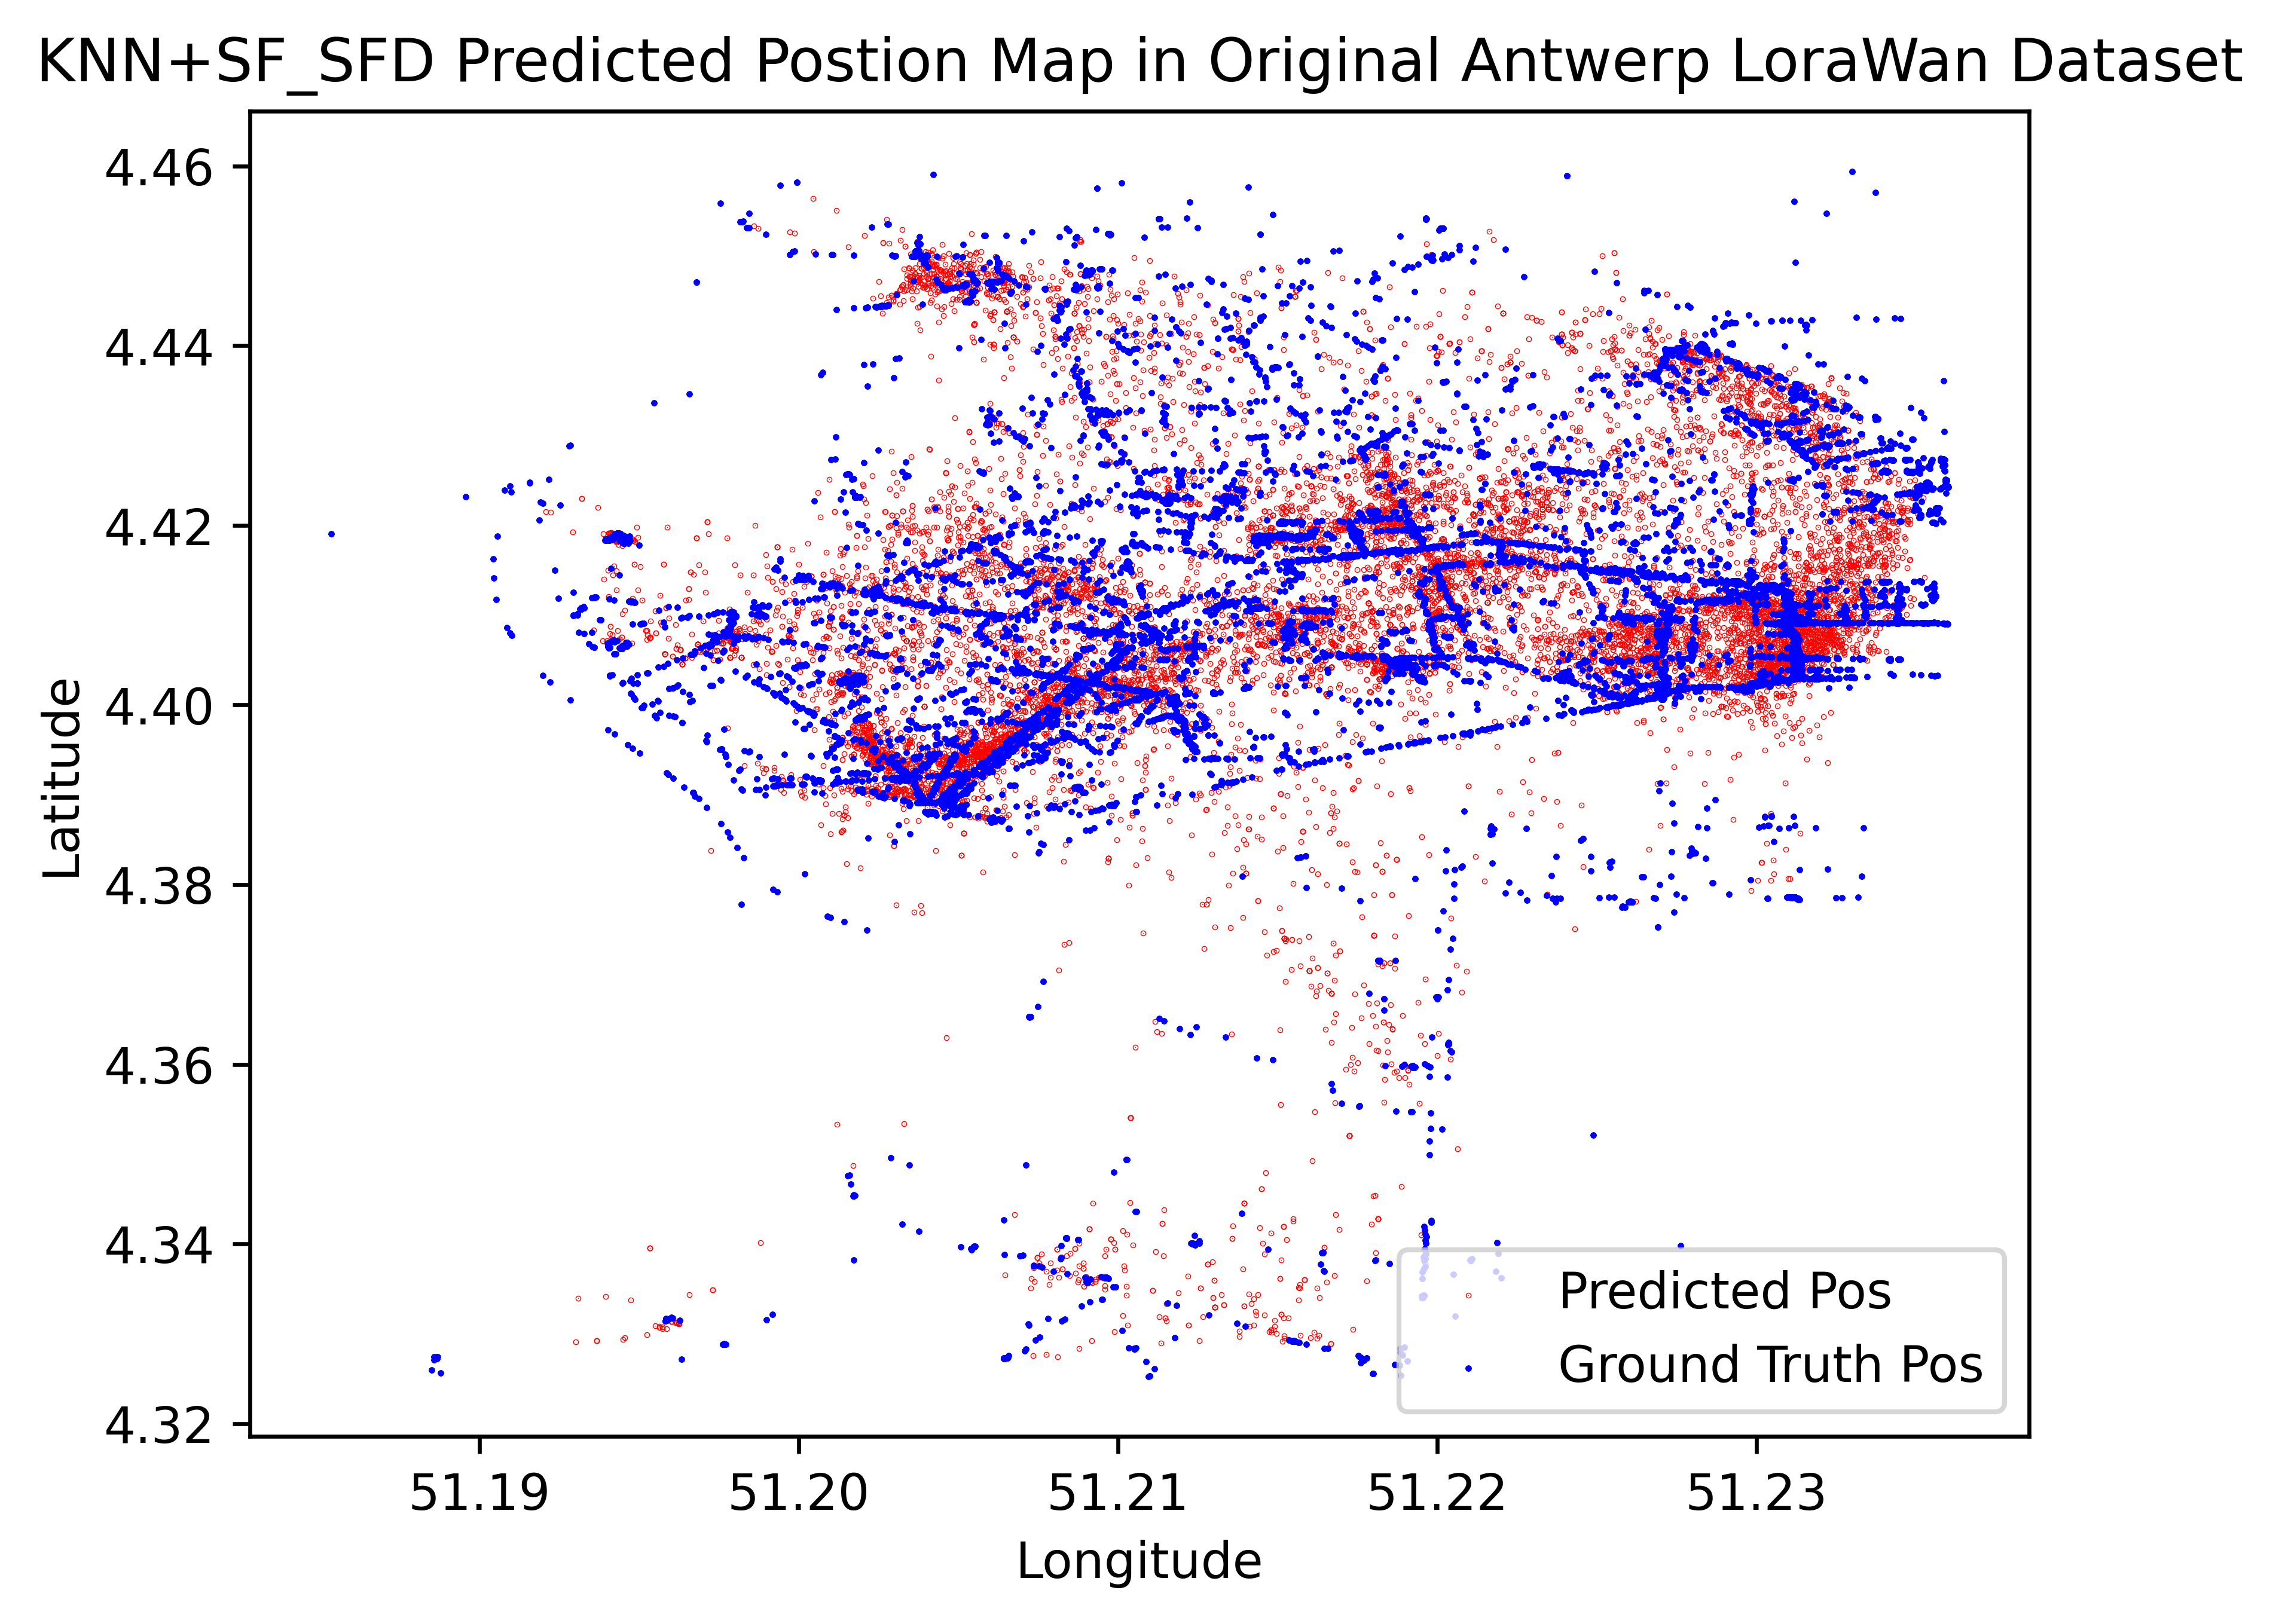 KNN+SF_SFD Predicted Postion Map in Original Antwerp LoraWan Dataset
4.46
4.44
4.42
4.40
4.38
4.36
4.34
4.32
Latitude
Predicted Pos
Ground Truth Pos
51.19 51.20 51.21 51.22 51.23
Longitude